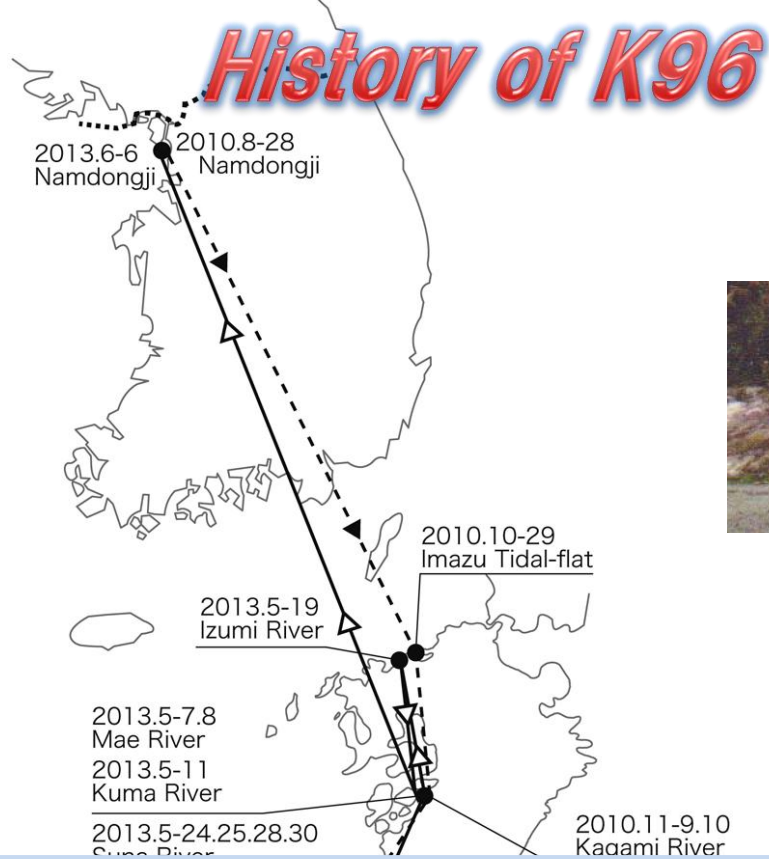 History of K96
2013.6-6
Namdongji
2010.8-28
Namdongji
2010.10-29
Imazu Tidal-flat
2013.5-19
Izumi River
2013.5-7.8
Mae River
2013.5-11
Kuma River
2013.5-24.25.28.30
River
2010.11-9.10
Kagami River